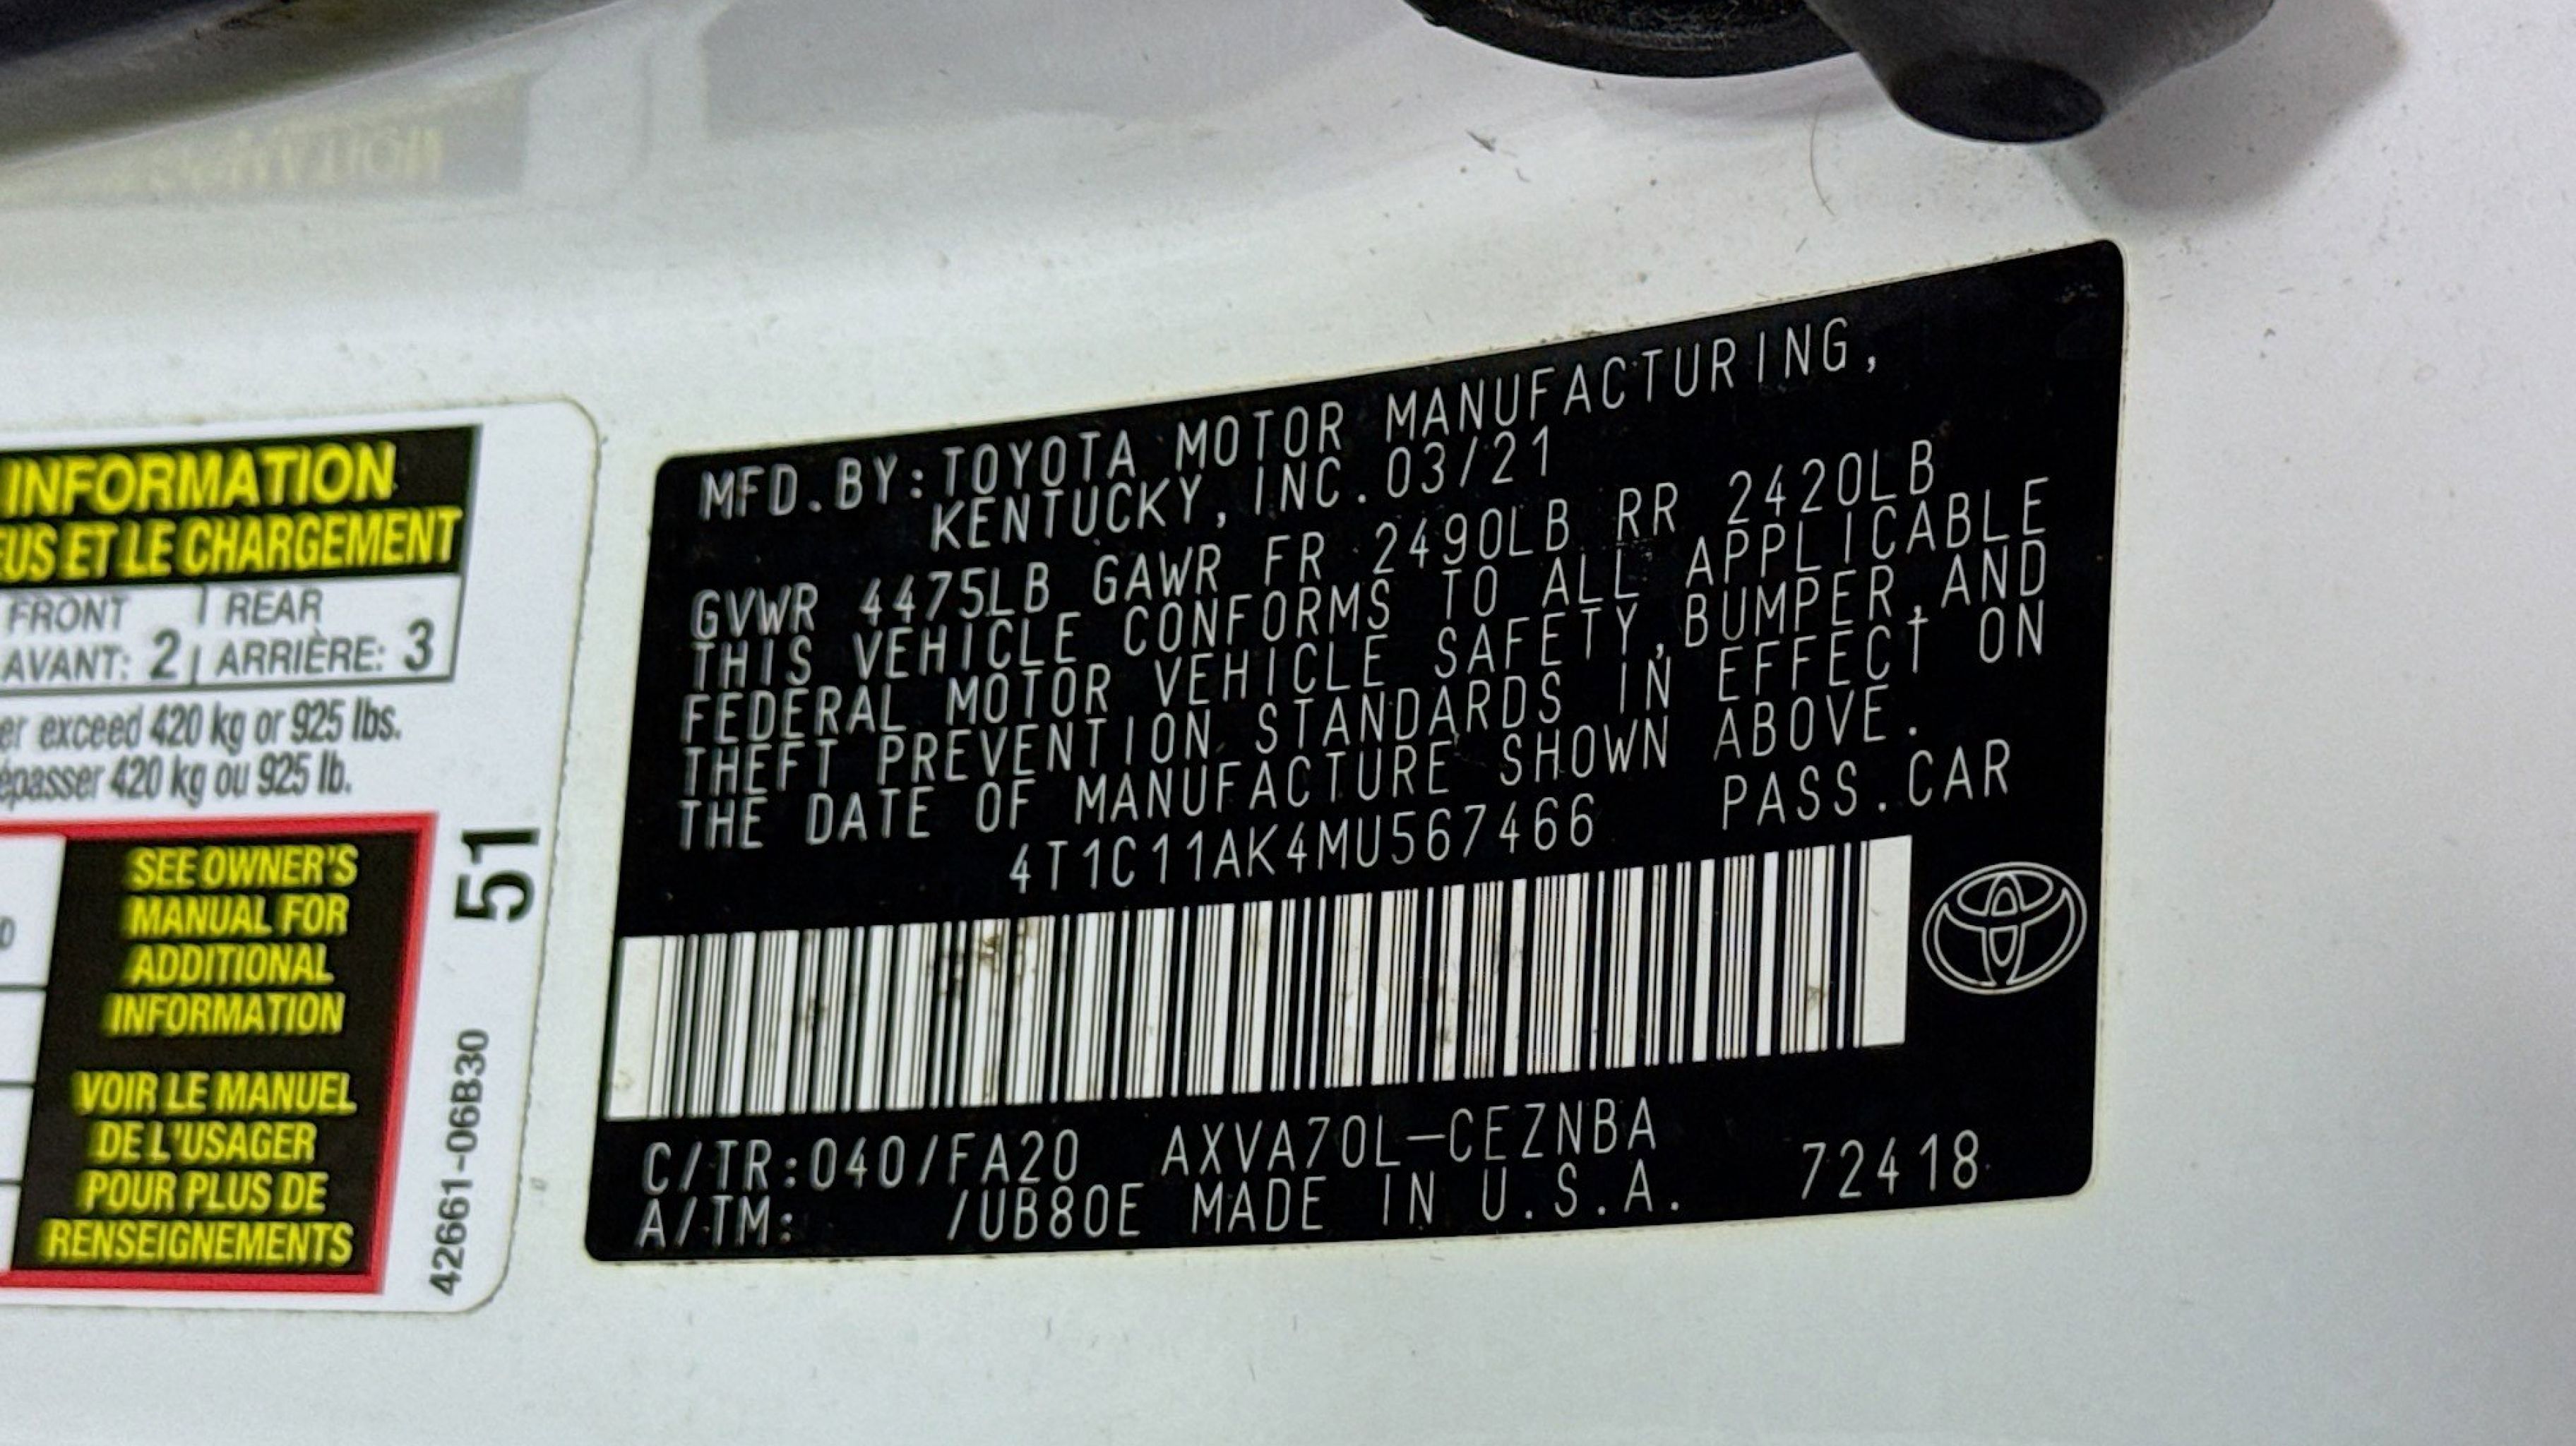 INFORMATION
EUS ET LE CHARGEMENT
FRONT REAR
AVANT: 2 ARRIÈRE: 3
er exceed 420 kg or 925 lbs.
épasser 420 kg ou 925 lb.
SEE OWNER'S
MANUAL FOR
ADDITIONAL
INFORMATION
VOIR LE MANUEL
DE L'USAGER
POUR PLUS DE
RENSEIGNEMENTS
51
42661-06B30
MFD.BY:TOYOTA MOTOR MANUFACTURING,
KENTUCKY, INC.03/21
GVWR 4475LB GAWR FR 2490LB RR 2420LB
THIS VEHICLE CONFORMS TO ALL APPLICABLE
FEDERAL MOTOR VEHICLE SAFETY,BUMPER,AND
THEFT PREVENTION STANDARDS IN EFFECT ON
THE DATE OF MANUFACTURE SHOWN ABOVE.
4T1C11AK4MU567466 PASS.CAR
C/TR:040/FA20 AXVA70L-CEZNBA
A/TM: /UB80E MADE IN U.S.A. 72418